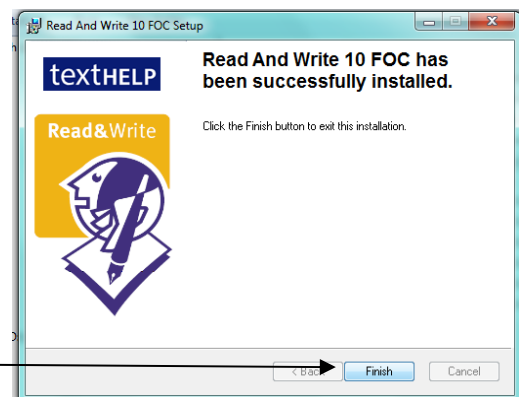 Read And Write 10 FOC Setup
textHELP
Read And Write 10 FOC has
been successfully installed.
Read&Write
Click the Finish button to exit this installation.
< Back
Finish
Cancel